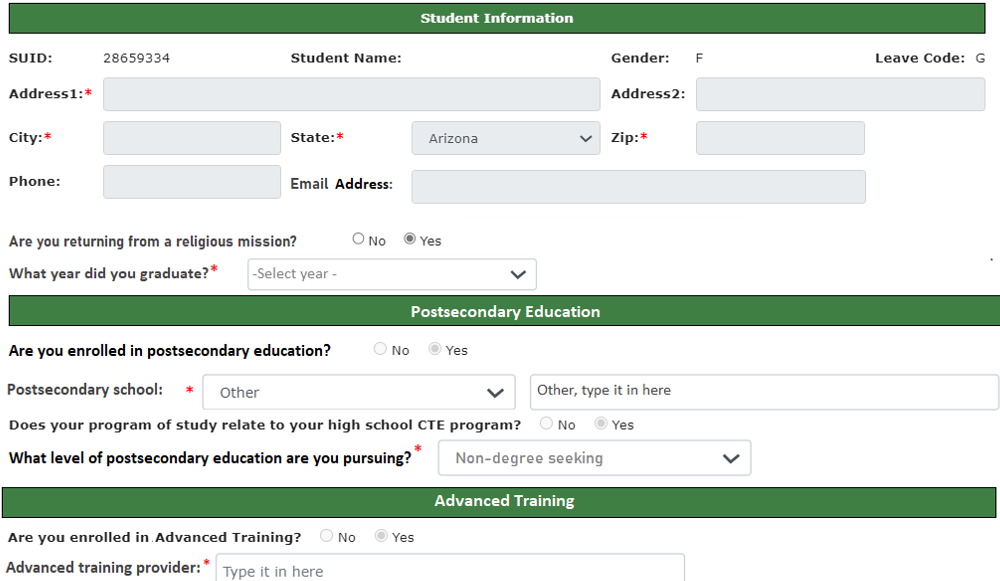 Student Information
SUID: 28659334 Student Name: Gender: F Leave Code: G
Address1:* Address2:
City:* State:* Arizona Zip:*
Phone: Email Address:
Are you returning from a religious mission? No Yes
What year did you graduate?* -Select year -
Postsecondary Education
Are you enrolled in postsecondary education? No Yes
Postsecondary school: * Other Other, type it in here
Does your program of study relate to your high school CTE program? No Yes
What level of postsecondary education are you pursuing?* Non-degree seeking
Advanced Training
Are you enrolled in Advanced Training? No Yes
Advanced training provider:* Type it in here